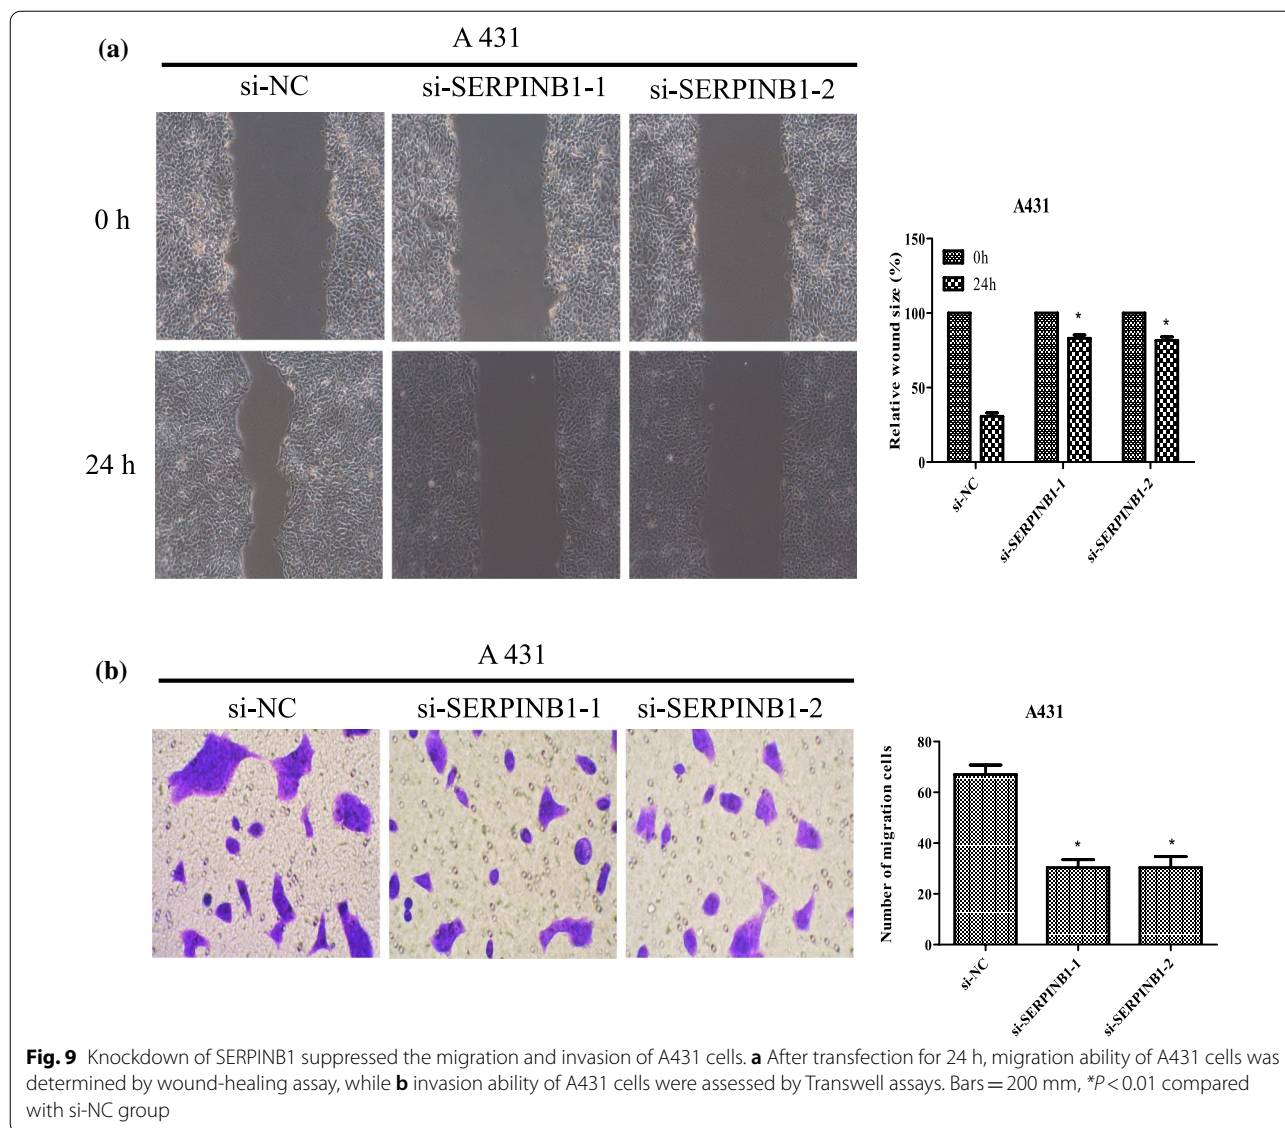 (a)
A 431
si-NC si-SERPINB1-1 si-SERPINB1-2
0 h
24 h
A431
Relative wound size (%)
150
100
50
0
0h
24h
*
*
si-NC
si-SERPINB1-1
si-SERPINB1-2
(b)
A 431
si-NC si-SERPINB1-1 si-SERPINB1-2
A431
Number of migration cells
80
60
40
20
0
*
*
si-NC
si-SERPINB1-1
si-SERPINB1-2
Fig. 9 Knockdown of SERPINB1 suppressed the migration and invasion of A431 cells. a After transfection for 24 h, migration ability of A431 cells was
determined by wound-healing assay, while b invasion ability of A431 cells were assessed by Transwell assays. Bars = 200 mm, *P < 0.01 compared
with si-NC group